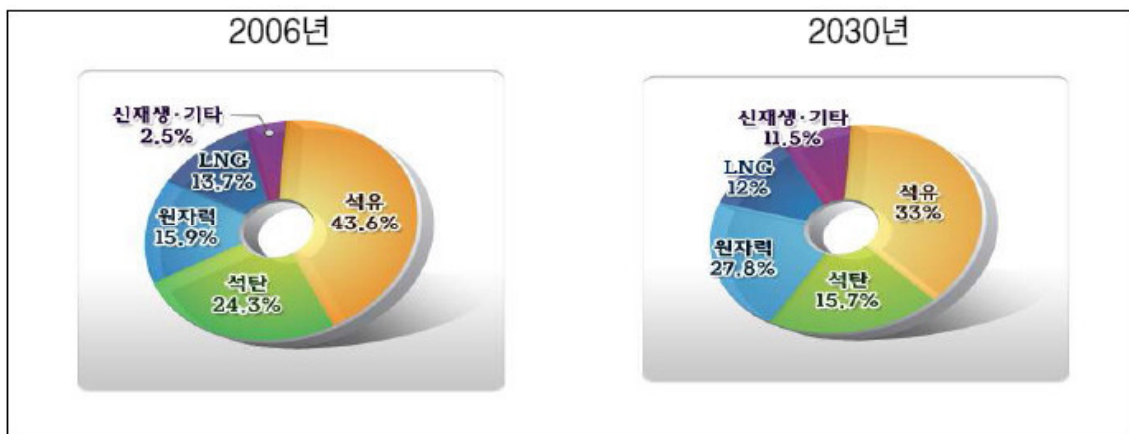 2006년
신재생·기타
2.5%
LNG
13.7%
원자력
15.9%
석탄
24.3%
석유
43.6%
2030년
신재생·기타
11.5%
LNG
12%
원자력
27.8%
석탄
15.7%
석유
33%